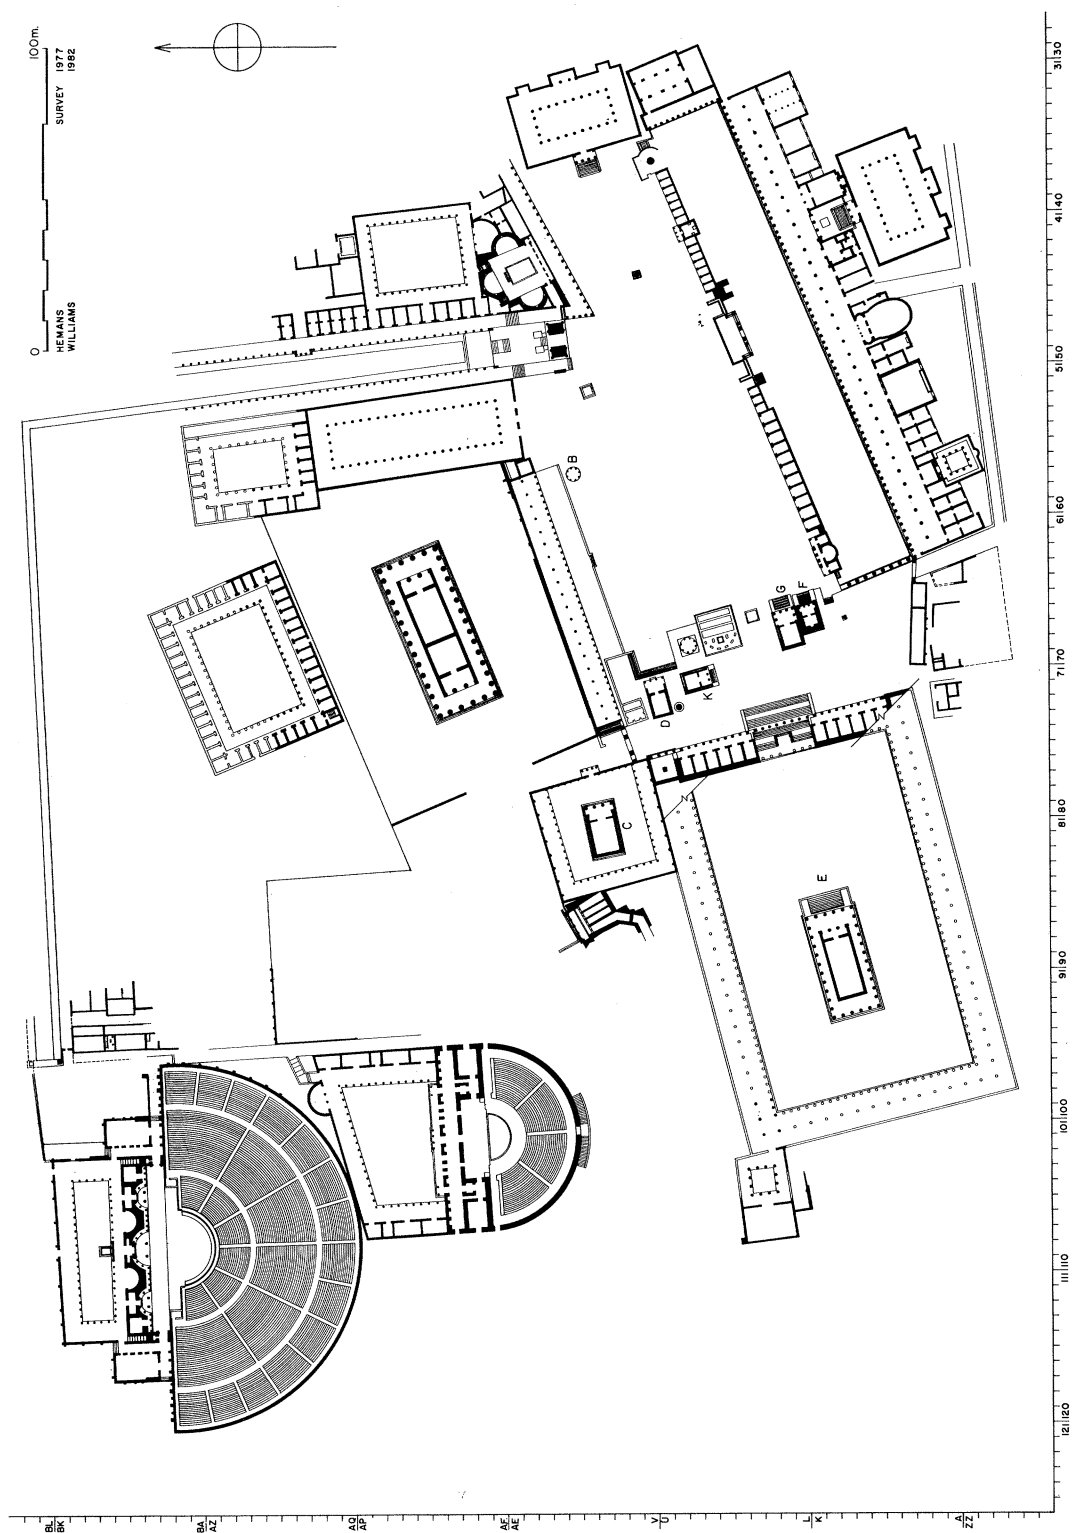 0
100m.
HEMANS
WILLIAMS
SURVEY 1977
1982
B
G
F
K
D
C
E
N
N
31|30
41|40
51|50
61|60
71|70
81|80
91|90
101|100
111|110
121|120
BL
BK
BA
AZ
AQ
AP
AF
AE
V
U
L
K
A
ZZ